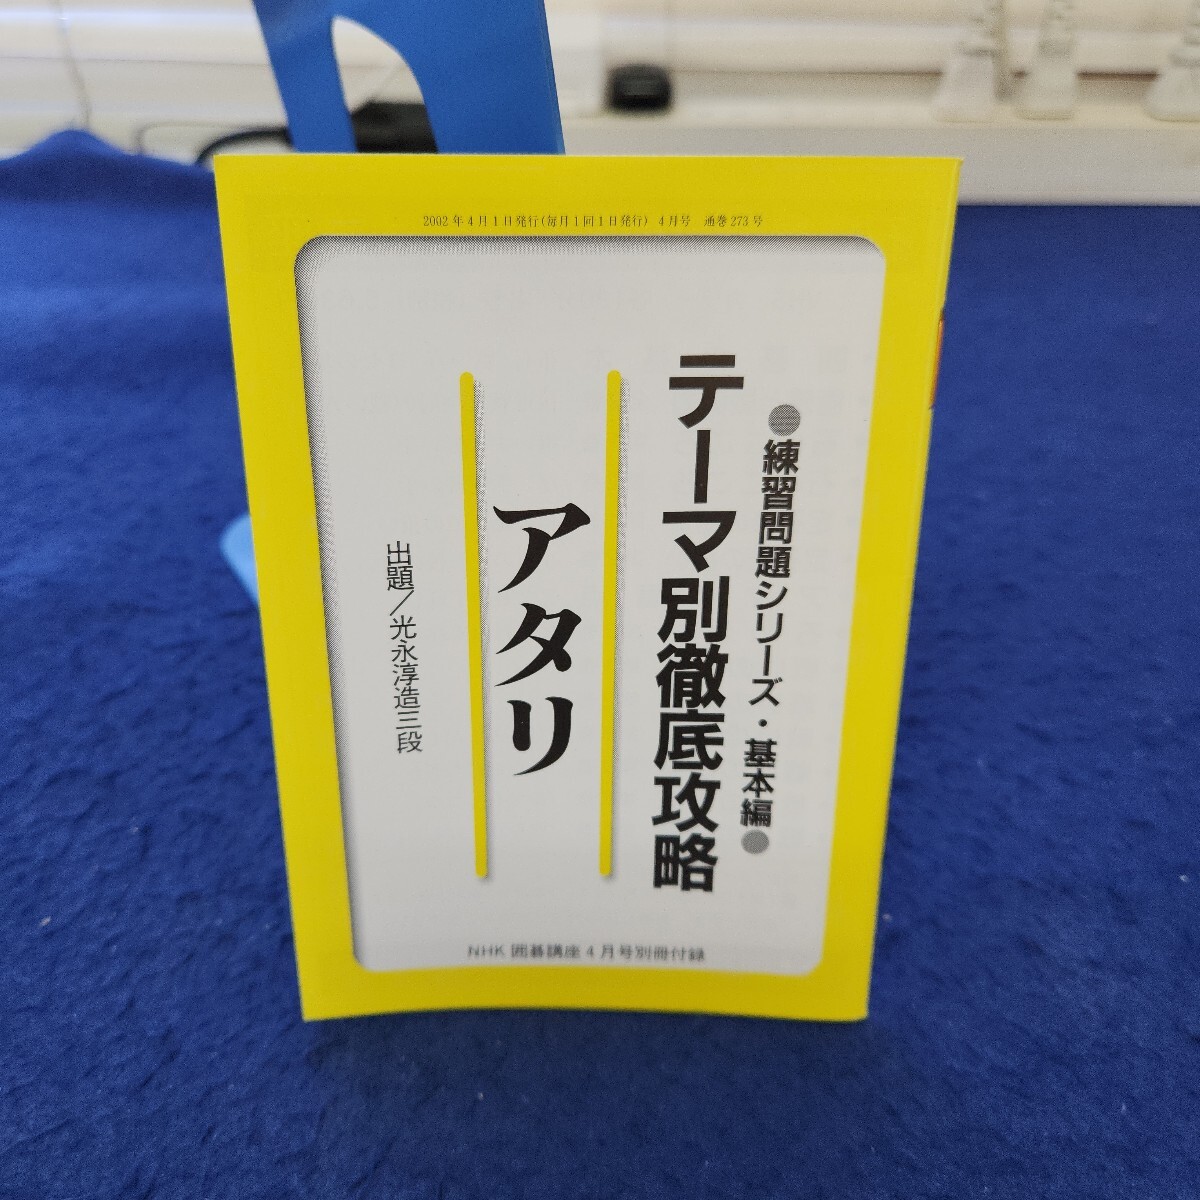 2002年4月1日発行(毎月1回1日発行) 4月号 通巻273号
●練習問題シリーズ・基本編●
テーマ別徹底攻略
アタリ
出題/光永淳造三段
NHK 囲碁講座4月号別冊付録